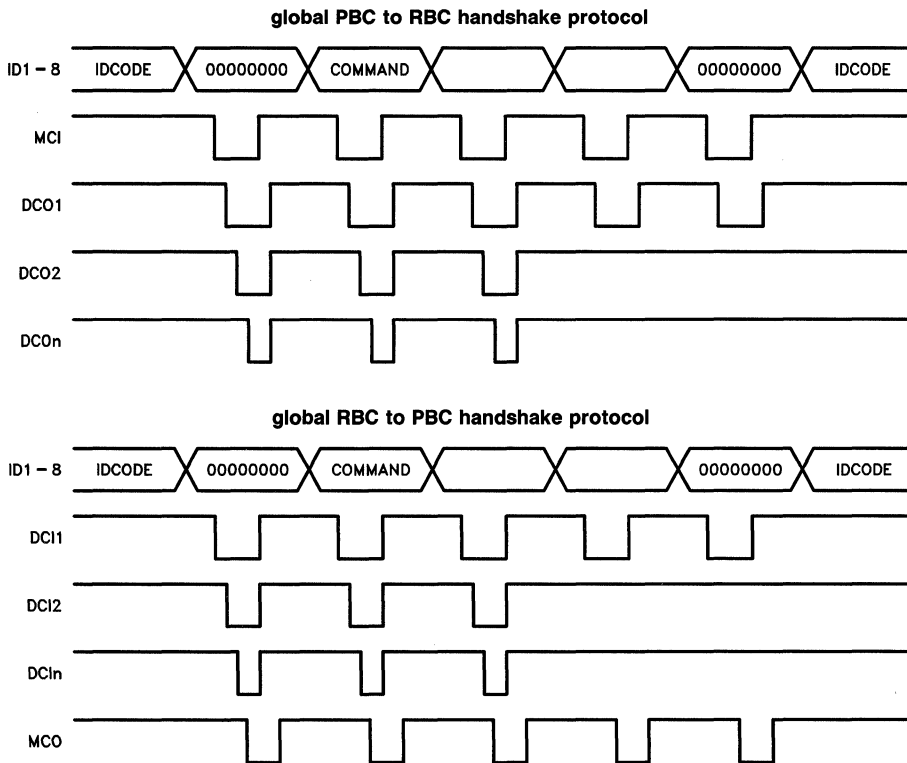 global PBC to RBC handshake protocol
ID1 – 8 IDCODE 00000000 COMMAND 00000000 IDCODE
MCI
DCO1
DCO2
DCOn
global RBC to PBC handshake protocol
ID1 – 8 IDCODE 00000000 COMMAND 00000000 IDCODE
DCI1
DCI2
DCIn
MCO